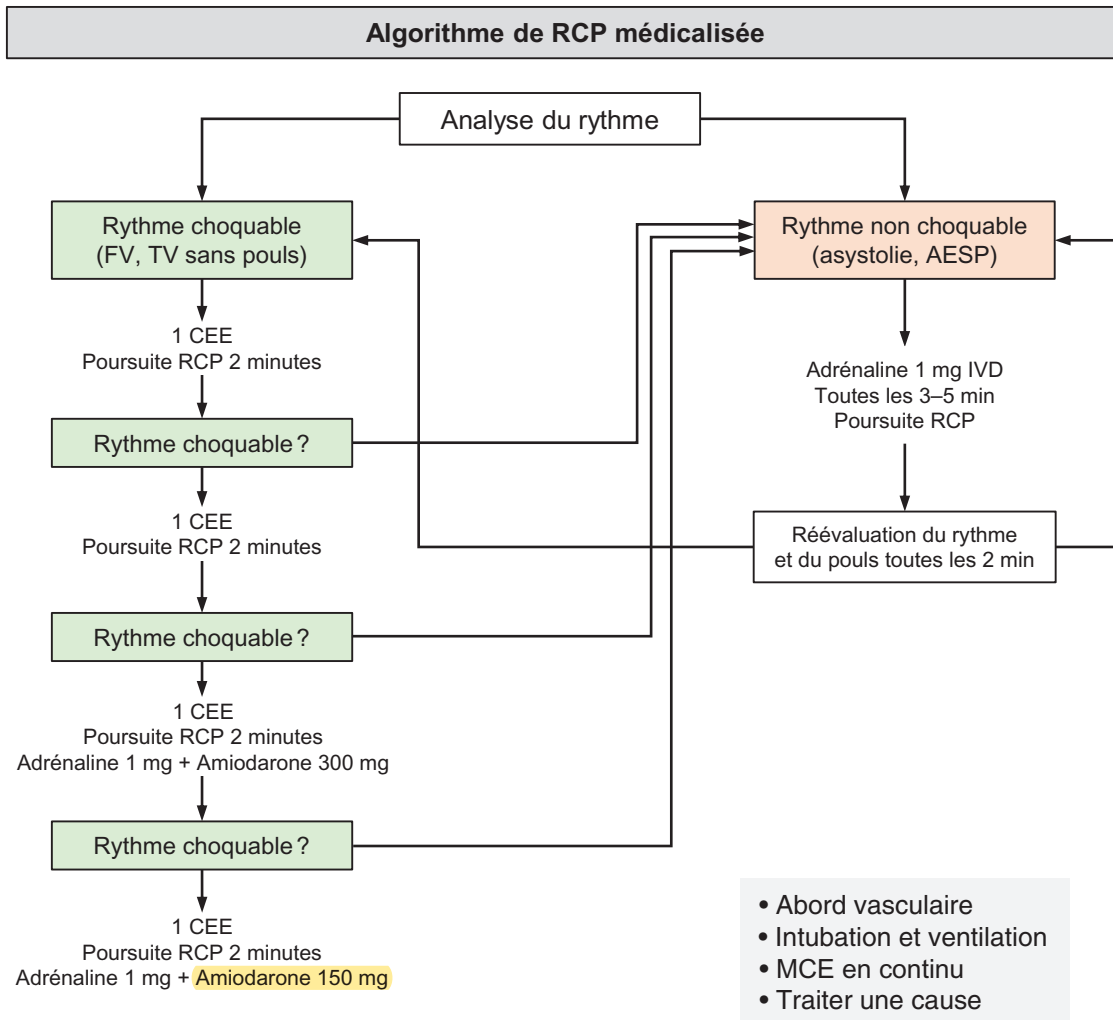 Algorithme de RCP médicalisée
Analyse du rythme
Rythme choquable
(FV, TV sans pouls)
Rythme non choquable
(asystolie, AESP)
1 CEE
Poursuite RCP 2 minutes
Adrénaline 1 mg IVD
Toutes les 3–5 min
Poursuite RCP
Rythme choquable ?
1 CEE
Poursuite RCP 2 minutes
Réévaluation du rythme
et du pouls toutes les 2 min
Rythme choquable ?
1 CEE
Poursuite RCP 2 minutes
Adrénaline 1 mg + Amiodarone 300 mg
Rythme choquable ?
1 CEE
Poursuite RCP 2 minutes
Adrénaline 1 mg + Amiodarone 150 mg
• Abord vasculaire
• Intubation et ventilation
• MCE en continu
• Traiter une cause